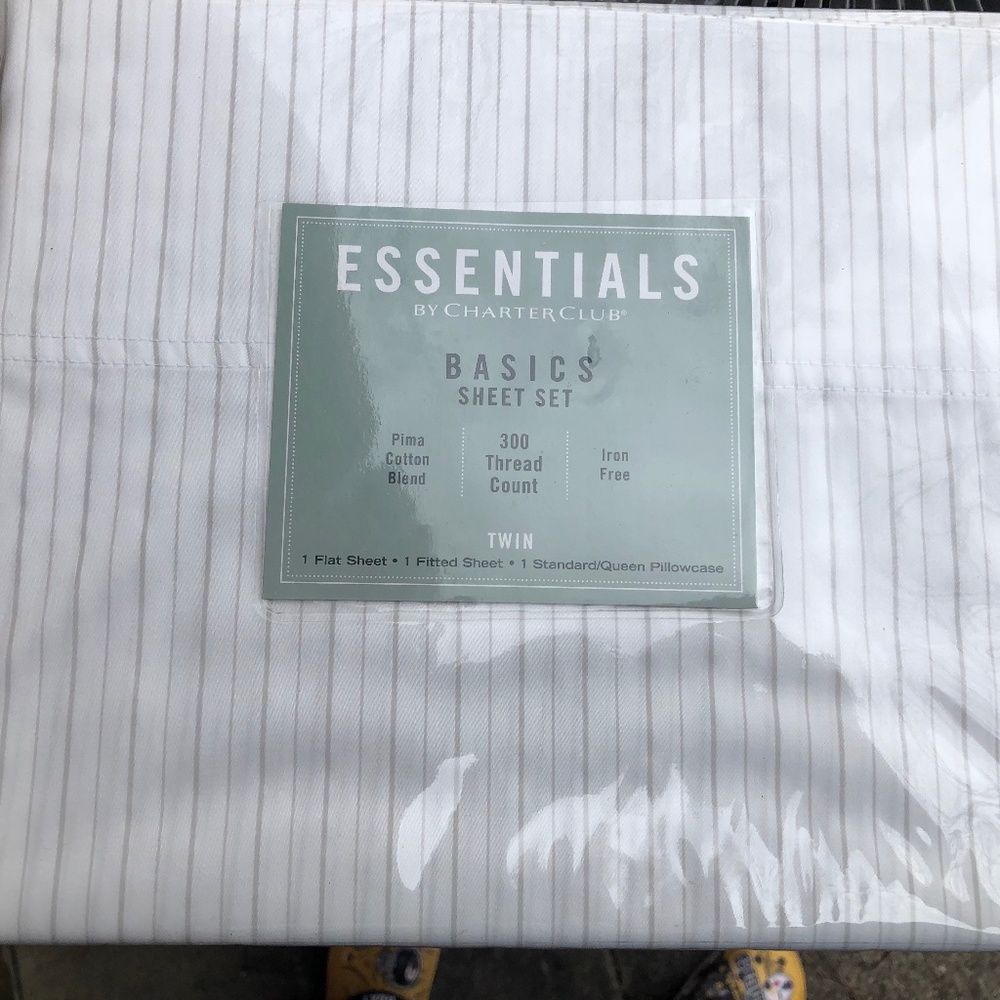 ESSENTIALS
BY CHARTER CLUB®
BASICS
SHEET SET
Pima
Cotton
Blend
300
Thread
Count
Iron
Free
TWIN
1 Flat Sheet • 1 Fitted Sheet • 1 Standard/Queen Pillowcase